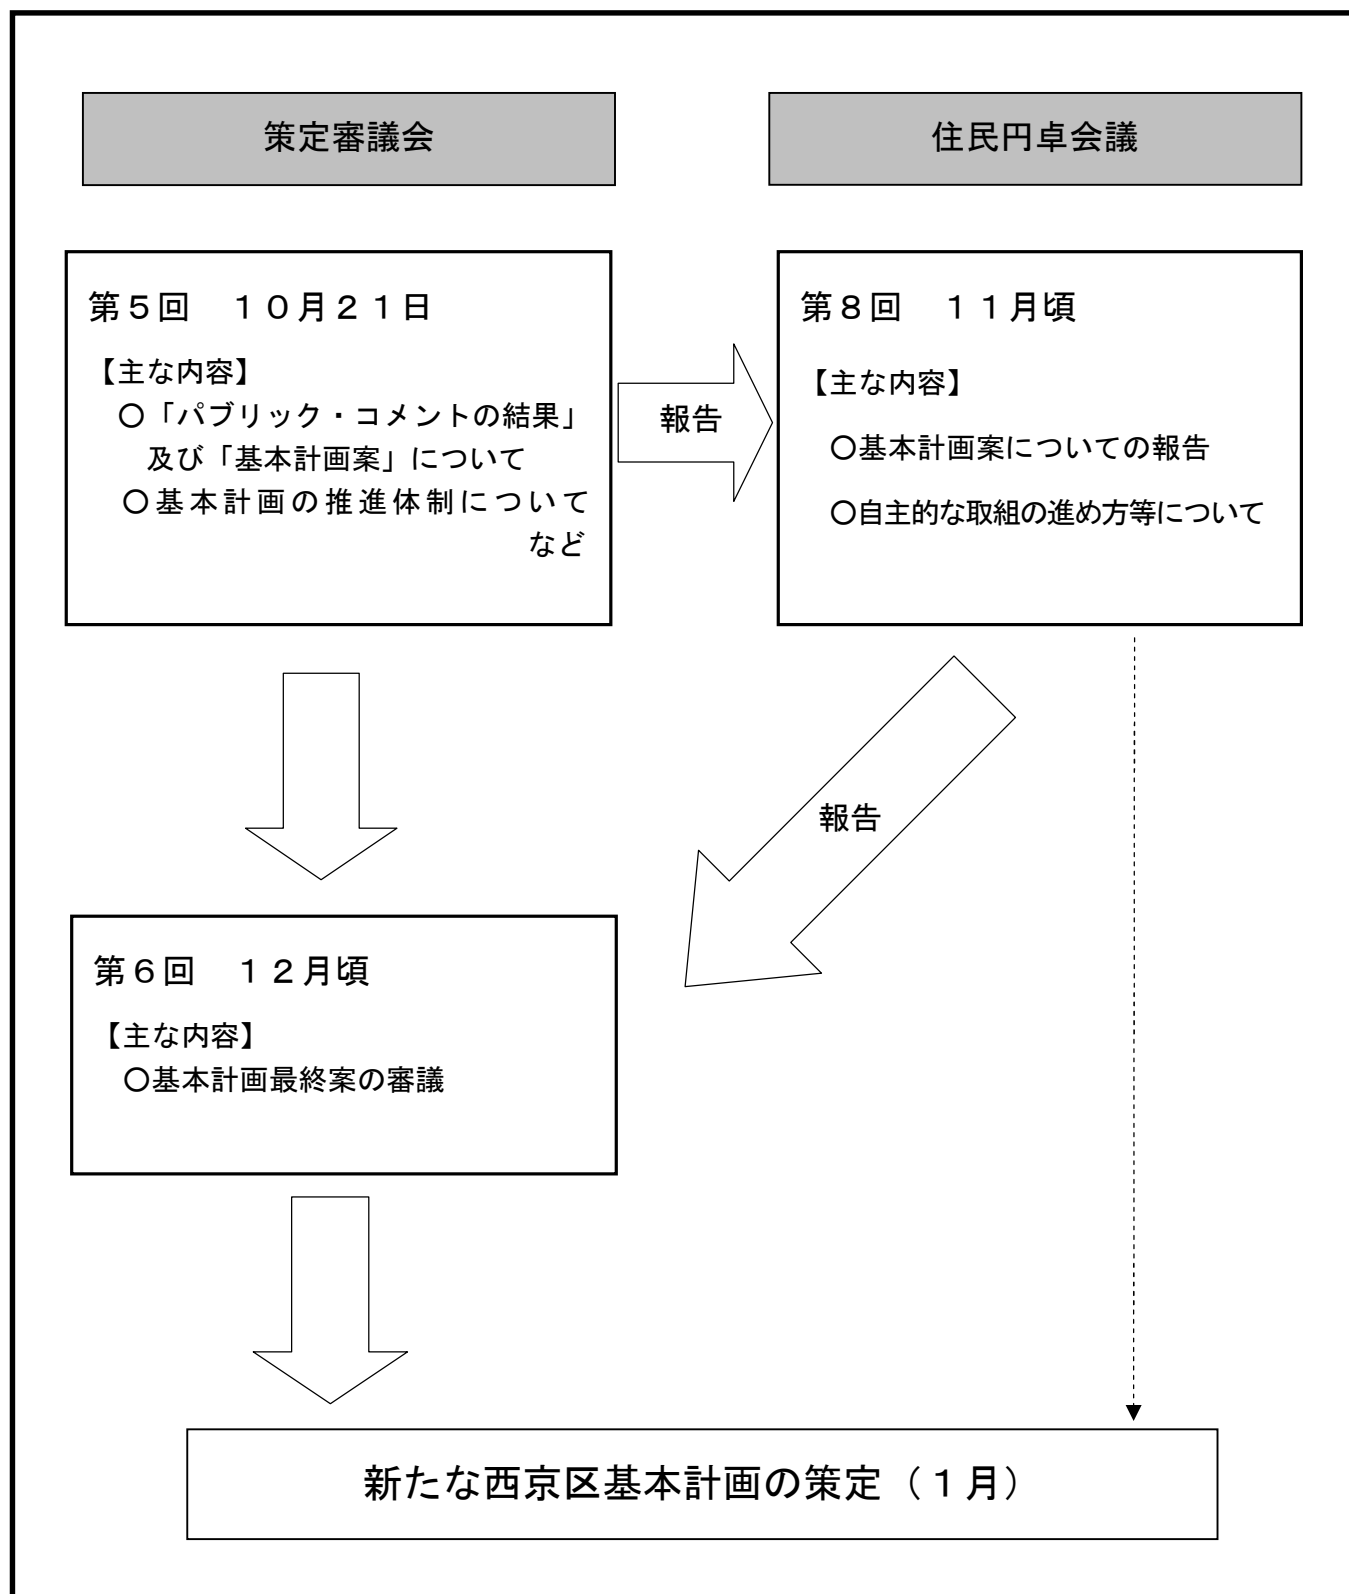 策定審議会
住民円卓会議
第５回　１０月２１日
【主な内容】
○「パブリック・コメントの結果」
及び「基本計画案」について
○基本計画の推進体制について
など
報告
第８回　１１月頃
【主な内容】
○基本計画案についての報告
○自主的な取組の進め方等について
報告
第６回　１２月頃
【主な内容】
○基本計画最終案の審議
新たな西京区基本計画の策定（１月）